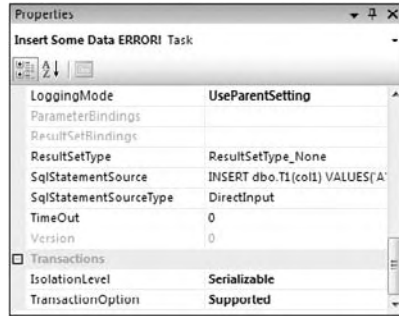 Properties
Insert Some Data ERROR! Task
LoggingMode UseParentSetting
ParameterBindings
ResultSetBindings
ResultSetType ResultSetType_None
SqlStatementSource INSERT dbo.T1(col1) VALUES('A'
SqlStatementSourceType DirectInput
TimeOut 0
Version 0
Transactions
IsolationLevel Serializable
TransactionOption Supported